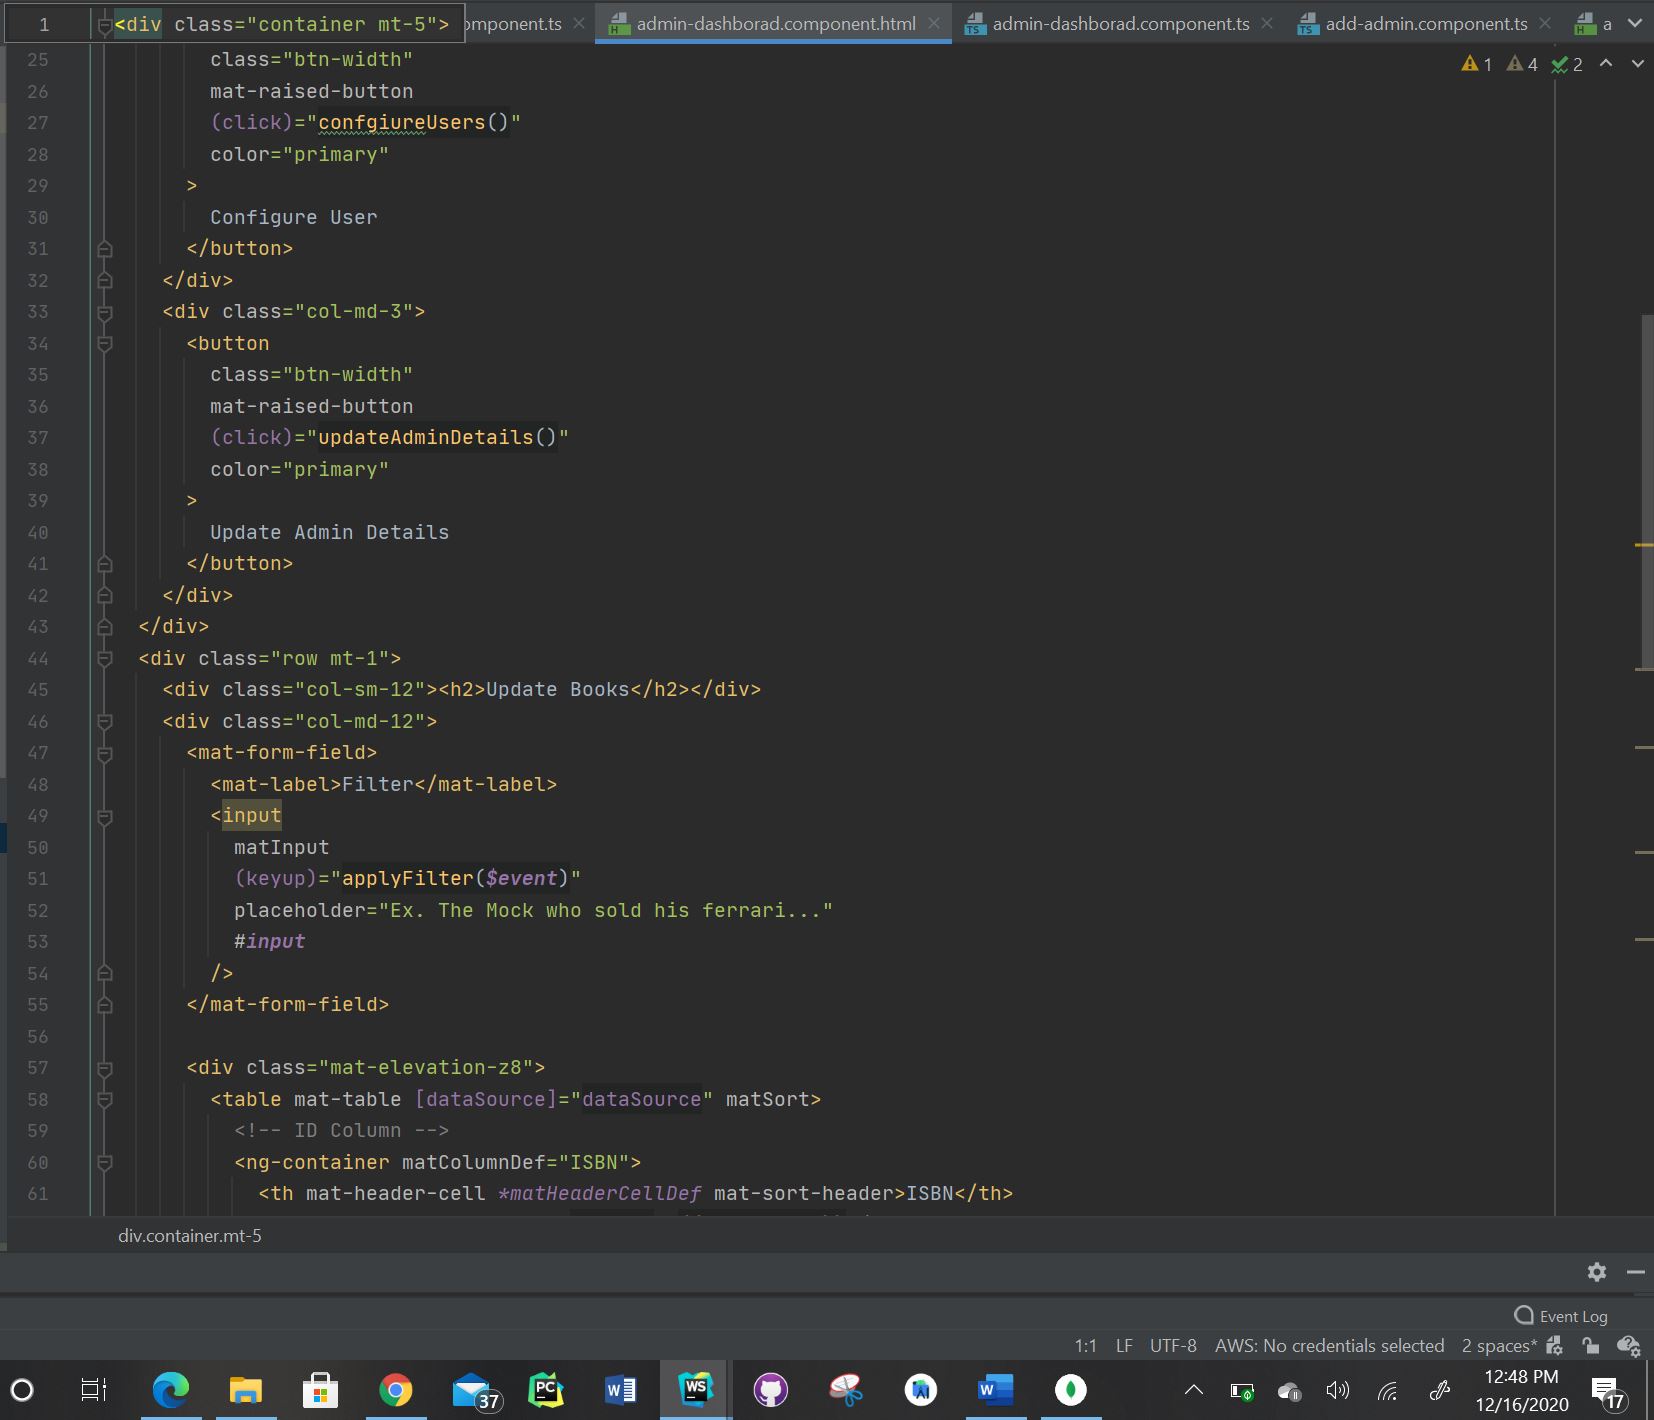 1 <div class="container mt-5">
omponent.ts
admin-dashborad.component.html
admin-dashborad.component.ts
add-admin.component.ts
a
1 4 2
25 class="btn-width"
26 mat-raised-button
27 (click)="confgiureUsers()"
28 color="primary"
29 >
30 Configure User
31 </button>
32 </div>
33 <div class="col-md-3">
34 <button
35 class="btn-width"
36 mat-raised-button
37 (click)="updateAdminDetails()"
38 color="primary"
39 >
40 Update Admin Details
41 </button>
42 </div>
43 </div>
44 <div class="row mt-1">
45 <div class="col-sm-12"><h2>Update Books</h2></div>
46 <div class="col-md-12">
47 <mat-form-field>
48 <mat-label>Filter</mat-label>
49 <input
50 matInput
51 (keyup)="applyFilter($event)"
52 placeholder="Ex. The Mock who sold his ferrari..."
53 #input
54 />
55 </mat-form-field>
56
57 <div class="mat-elevation-z8">
58 <table mat-table [dataSource]="dataSource" matSort>
59 <!-- ID Column -->
60 <ng-container matColumnDef="ISBN">
61 <th mat-header-cell *matHeaderCellDef mat-sort-header>ISBN</th>
div.container.mt-5
Event Log
1:1 LF UTF-8 AWS: No credentials selected 2 spaces*
37
PC
W
WS
W
12:48 PM
12/16/2020
17